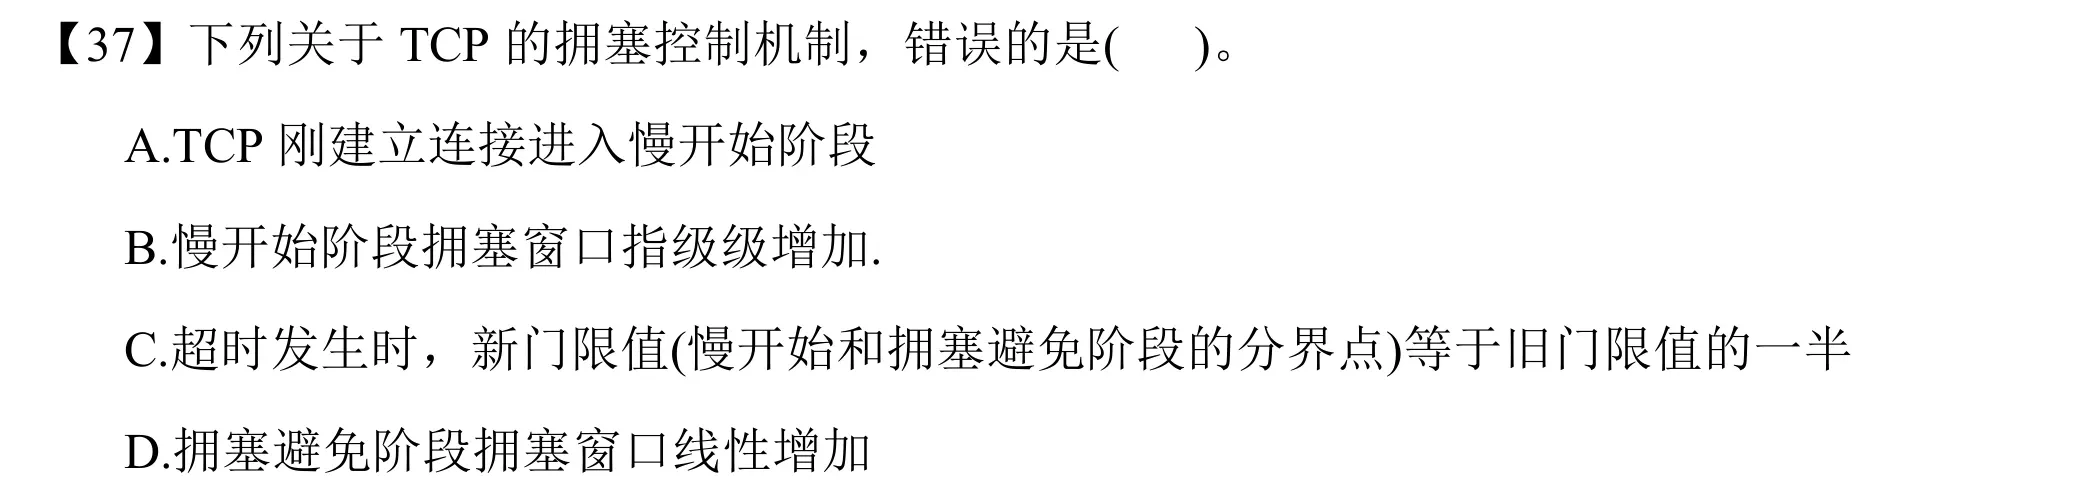 【37】下列关于 TCP 的拥塞控制机制，错误的是(    )。
A.TCP 刚建立连接进入慢开始阶段
B.慢开始阶段拥塞窗口指级级增加.
C.超时发生时，新门限值(慢开始和拥塞避免阶段的分界点)等于旧门限值的一半
D.拥塞避免阶段拥塞窗口线性增加